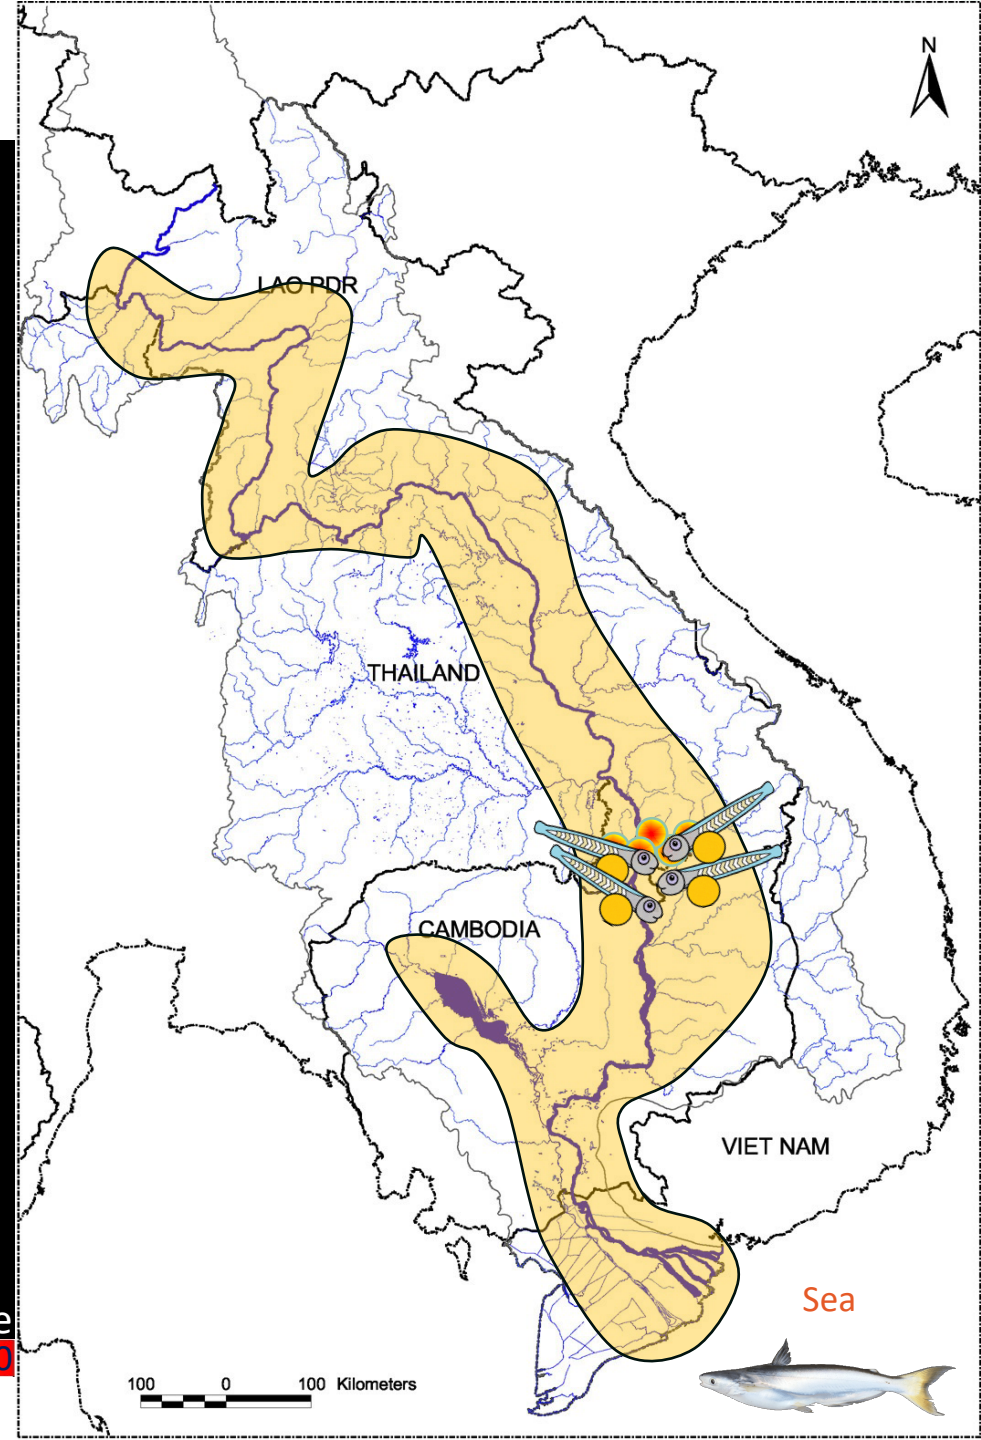 N
LAO PDR
THAILAND
CAMBODIA
VIET NAM
Sea
100 0 100 Kilometers